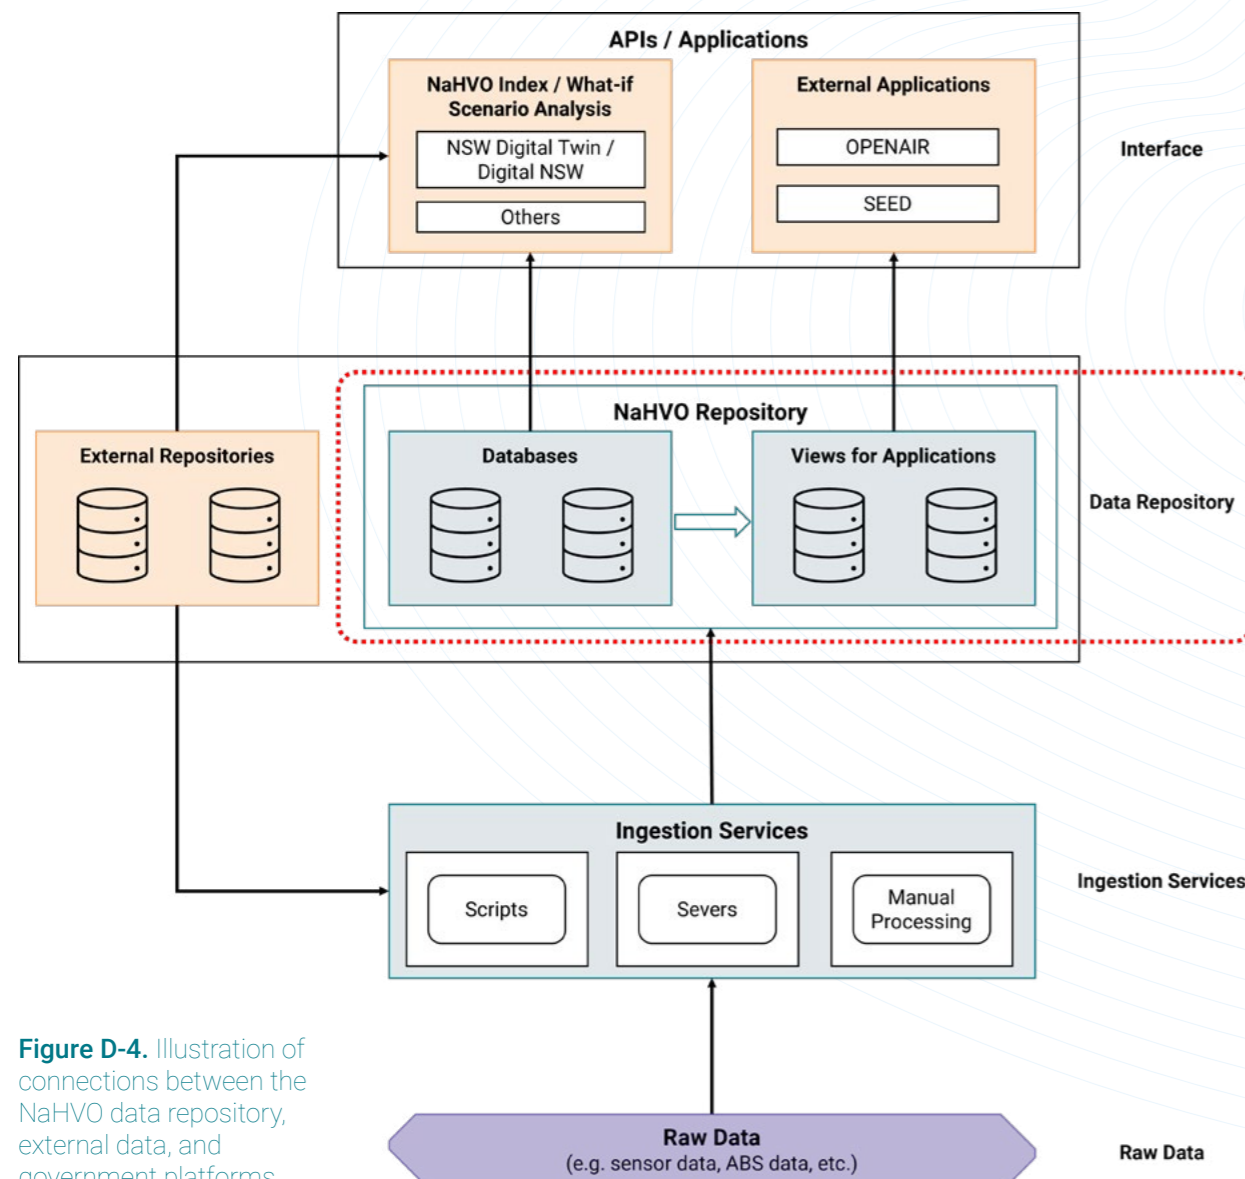 APIs / Applications
NaHVO Index / What-if
Scenario Analysis
NSW Digital Twin /
Digital NSW
Others
External Applications
OPENAIR
SEED
Interface
NaHVO Repository
External Repositories
Databases
Views for Applications
Data Repository
Ingestion Services
Scripts
Severs
Manual
Processing
Ingestion Services
Figure D-4. Illustration of
connections between the
NaHVO data repository,
external data, and
government platforms
Raw Data
(e.g. sensor data, ABS data, etc.)
Raw Data